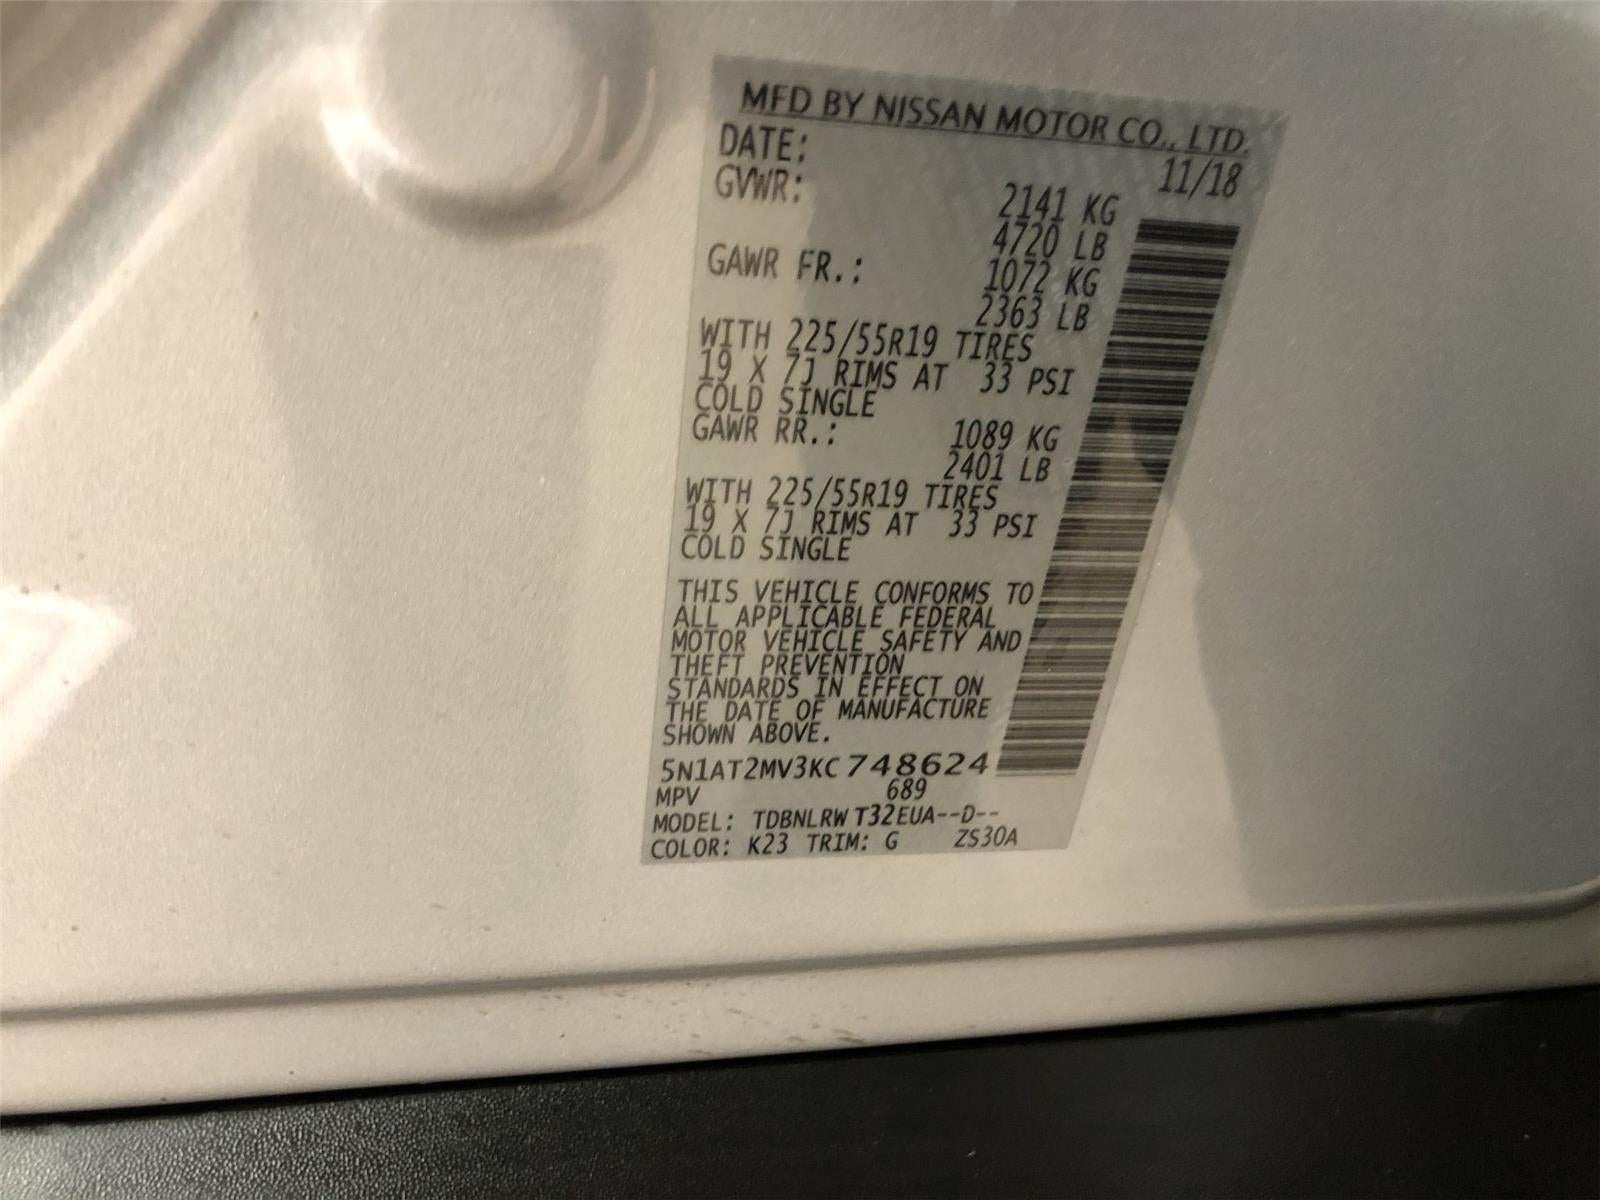 MFD BY NISSAN MOTOR CO., LTD.
DATE: 11/18
GVWR: 2141 KG
4720 LB
GAWR FR.: 1072 KG
2363 LB
WITH 225/55R19 TIRES
19 X 7J RIMS AT 33 PSI
COLD SINGLE
GAWR RR.: 1089 KG
2401 LB
WITH 225/55R19 TIRES
19 X 7J RIMS AT 33 PSI
COLD SINGLE
THIS VEHICLE CONFORMS TO
ALL APPLICABLE FEDERAL
MOTOR VEHICLE SAFETY AND
THEFT PREVENTION
STANDARDS IN EFFECT ON
THE DATE OF MANUFACTURE
SHOWN ABOVE.
5N1AT2MV3KC748624
MPV 689
MODEL: TDBNLRW T32EUA--D--
COLOR: K23 TRIM: G ZS30A